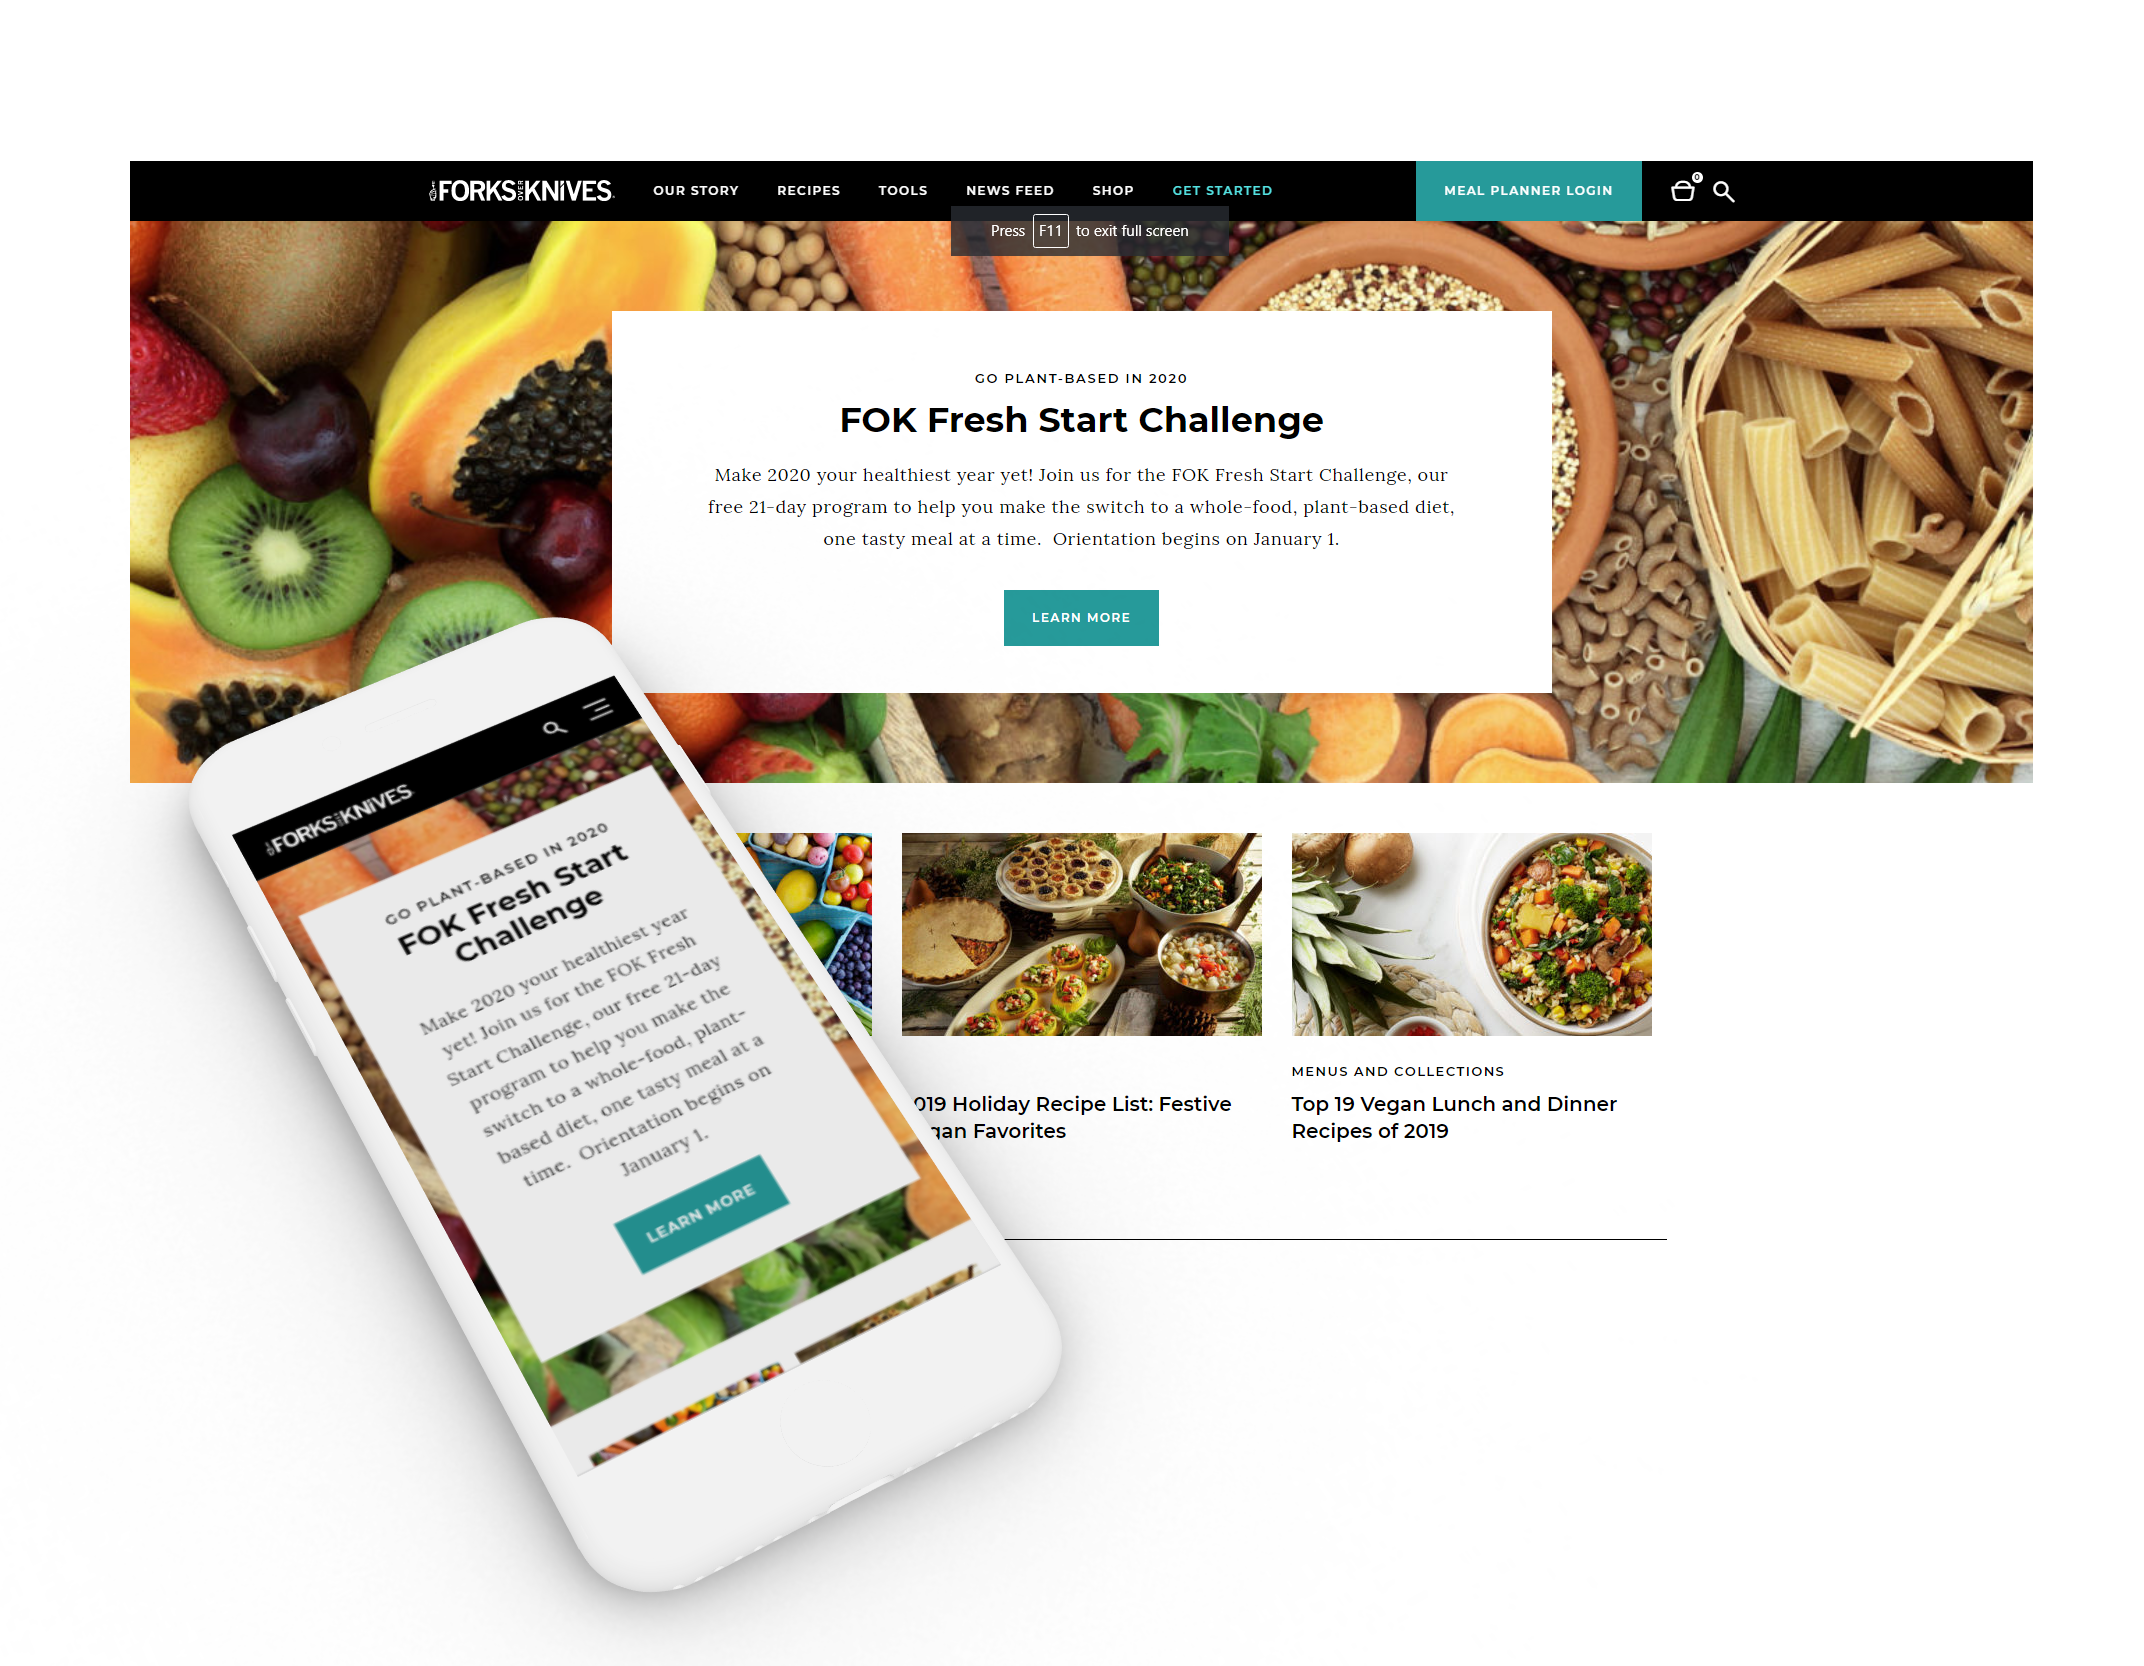 FORKS OVER KNIVES
OUR STORY
RECIPES
TOOLS
NEWS FEED
SHOP
GET STARTED
MEAL PLANNER LOGIN
0
Press F11 to exit full screen
GO PLANT-BASED IN 2020
FOK Fresh Start Challenge
Make 2020 your healthiest year yet! Join us for the FOK Fresh Start Challenge, our
free 21-day program to help you make the switch to a whole-food, plant-based diet,
one tasty meal at a time. Orientation begins on January 1.
LEARN MORE
FORKS OVER KNIVES
GO PLANT-BASED IN 2020
FOK Fresh Start
Challenge
Make 2020 your healthiest year
yet! Join us for the FOK Fresh
Start Challenge, our free 21-day
program to help you make the
switch to a whole-food, plant-
based diet, one tasty meal at a
time. Orientation begins on
January 1.
LEARN MORE
019 Holiday Recipe List: Festive
gan Favorites
MENUS AND COLLECTIONS
Top 19 Vegan Lunch and Dinner
Recipes of 2019